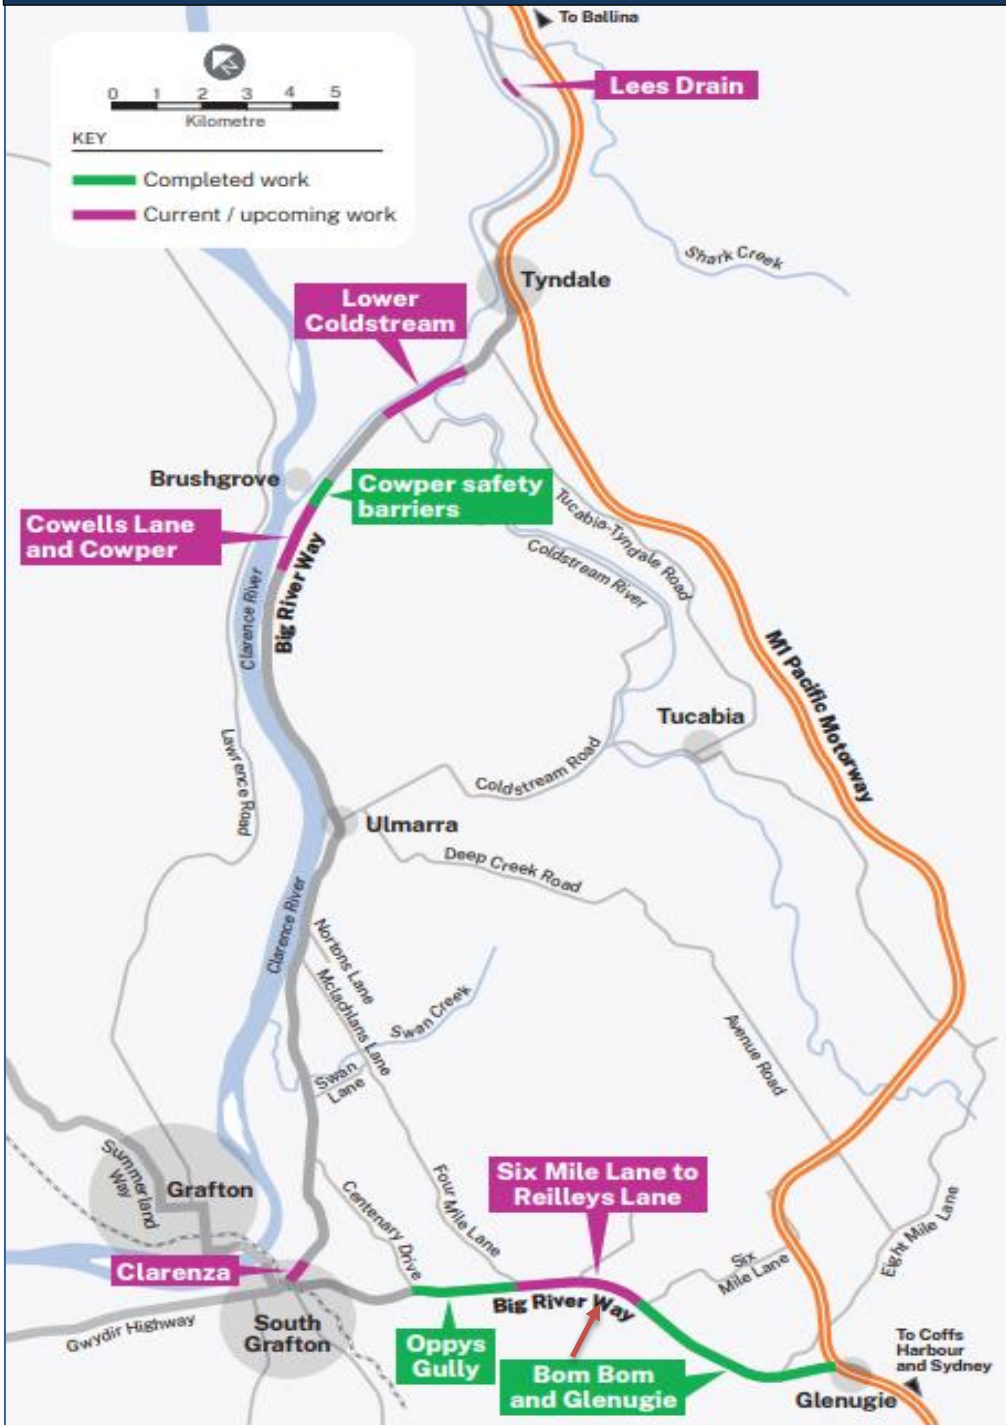 To Ballina
Lees Drain
0 1 2 3 4 5
Kilometre
KEY
Completed work
Current / upcoming work
Shark Creek
Tyndale
Lower
Coldstream
Brushgrove
Cowper safety
barriers
Cowells Lane
and Cowper
Tucabia-Tyndale Road
Coldstream River
Big River Way
Clarence River
M1 Pacific Motorway
Tucabia
Lawrence Road
Coldstream Road
Ulmarra
Deep Creek Road
Clarence River
Nortons Lane
Mclachlans Lane
Swan Creek
Swan
Lane
Avenue Road
Summerland
Way
Grafton
Centenary Drive
Four Mile Lane
Six Mile Lane to
Reilleys Lane
Six
Mile Lane
Eight Mile Lane
Clarenza
Big River Way
Gwydir Highway
South
Grafton
Oppys
Gully
Bom Bom
and Glenugie
To Coffs
Harbour
and Sydney
Glenugie